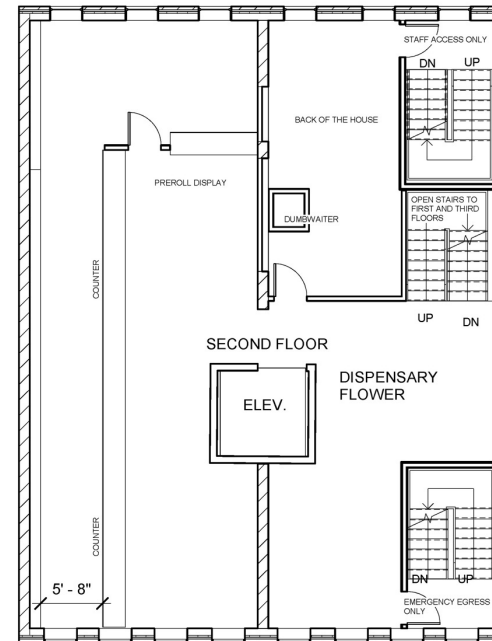 STAFF ACCESS ONLY
DN
UP
BACK OF THE HOUSE
PREROLL DISPLAY
OPEN STAIRS TO
FIRST AND THIRD
FLOORS
DUMBWAITER
COUNTER
UP
DN
SECOND FLOOR
DISPENSARY
FLOWER
ELEV.
COUNTER
5' - 8"
DN
UP
EMERGENCY EGRESS
ONLY